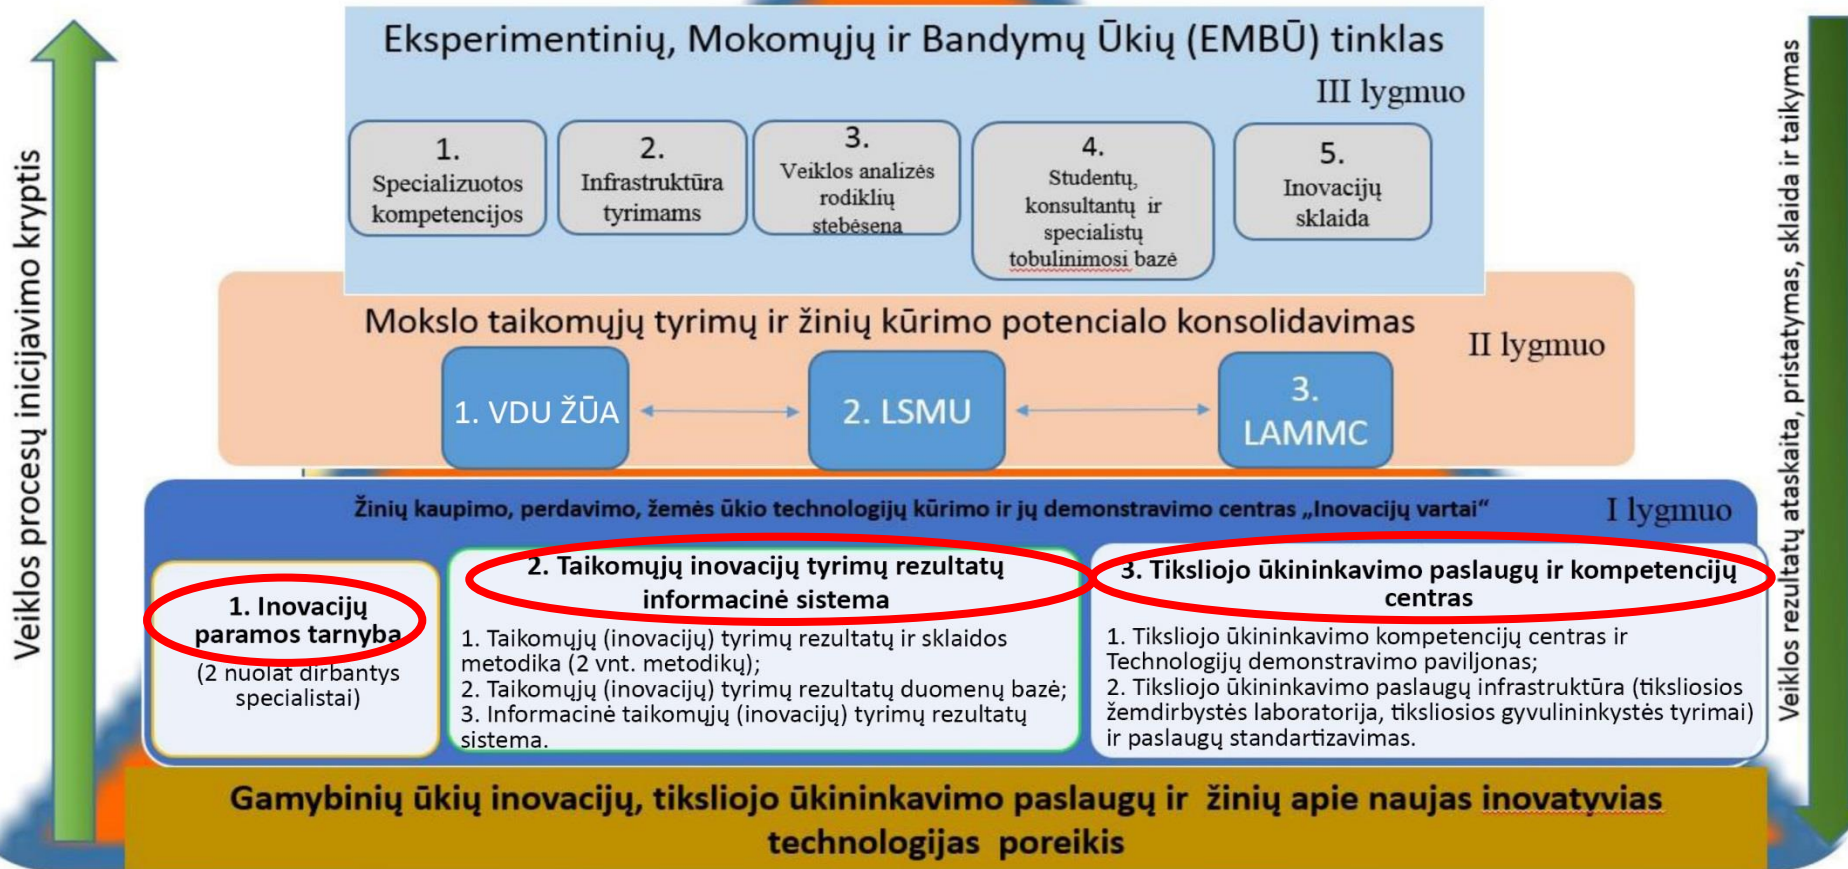 Eksperimentinių, Mokomųjų ir Bandymų Ūkių (EMBŪ) tinklas
III lygmuo
1.
Specializuotos
kompetencijos
2.
Infrastruktūra
tyrimams
3.
Veiklos analizės
rodiklių
stebėsena
4.
Studentų,
konsultantų ir
specialistų
tobulinimosi bazė
5.
Inovacijų
sklaida
Mokslo taikomųjų tyrimų ir žinių kūrimo potencialo konsolidavimas
II lygmuo
1. VDU ŽŪA
2. LSMU
3.
LAMMC
Žinių kaupimo, perdavimo, žemės ūkio technologijų kūrimo ir jų demonstravimo centras „Inovacijų vartai“
I lygmuo
1. Inovacijų
paramos tarnyba
(2 nuolat dirbantys
specialistai)
2. Taikomųjų inovacijų tyrimų rezultatų
informacinė sistema
1. Taikomųjų (inovacijų) tyrimų rezultatų ir sklaidos
metodika (2 vnt. metodikų);
2. Taikomųjų (inovacijų) tyrimų rezultatų duomenų bazė;
3. Informacinė taikomųjų (inovacijų) tyrimų rezultatų
sistema.
3. Tiksliojo ūkininkavimo paslaugų ir kompetencijų
centras
1. Tiksliojo ūkininkavimo kompetencijų centras ir
Technologijų demonstravimo paviljonas;
2. Tiksliojo ūkininkavimo paslaugų infrastruktūra (tiksliosios
žemdirbystės laboratorija, tiksliosios gyvulininkystės tyrimai)
ir paslaugų standartizavimas.
Gamybinių ūkių inovacijų, tiksliojo ūkininkavimo paslaugų ir žinių apie naujas inovatyvias
technologijas poreikis
Veiklos procesų inicijavimo kryptis
Veiklos rezultatų ataskaita, pristatymas, sklaida ir taikymas